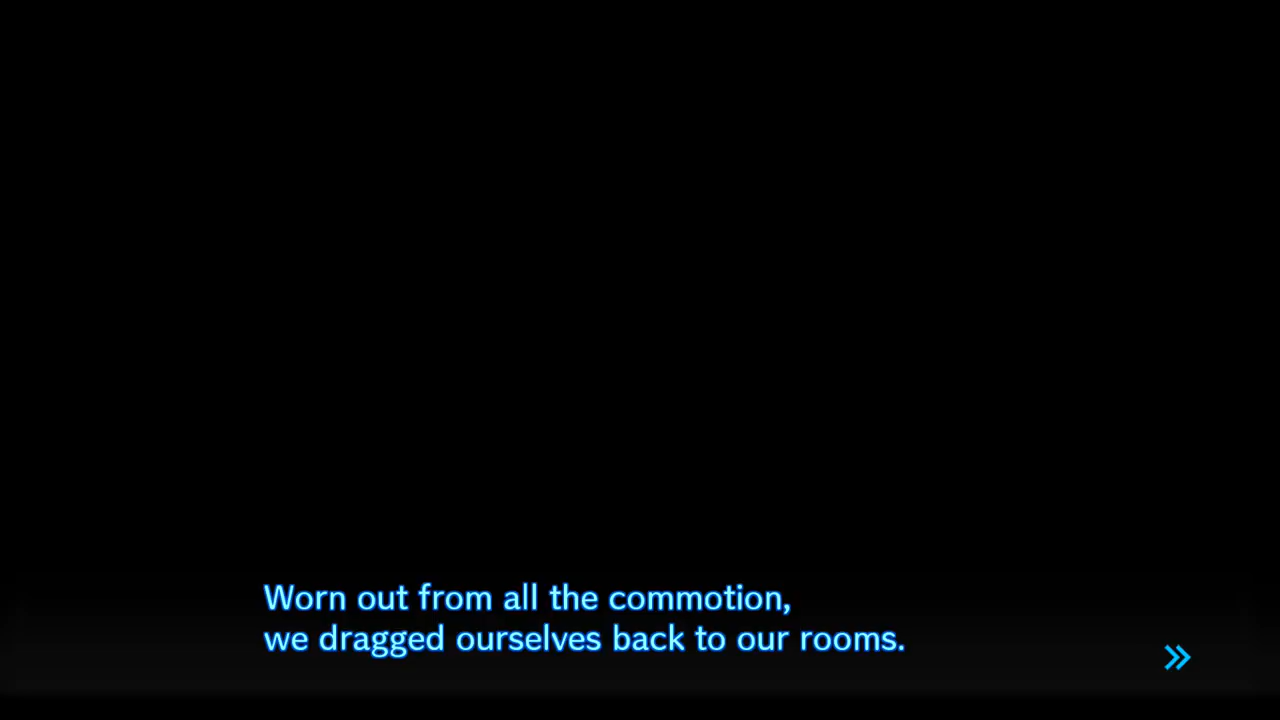 Worn out from all the commotion,
we dragged ourselves back to our rooms.